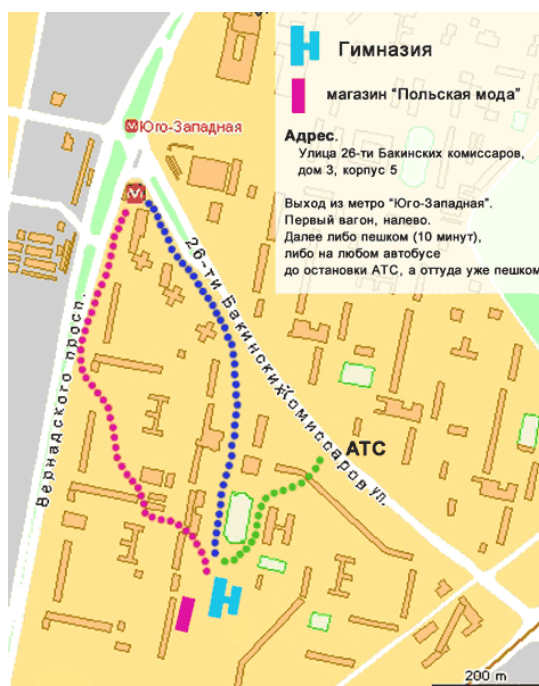 Гимназия
магазин "Польская мода"
Адрес.
Улица 26-ти Бакинских комиссаров,
дом 3, корпус 5
Выход из метро "Юго-Западная".
Первый вагон, налево.
Далее либо пешком (10 минут),
либо на любом автобусе
до остановки АТС, а оттуда уже пешком
М Юго-Западная
М
26-ти Бакинских Комиссаров ул.
Вернадского просп.
АТС
200 m